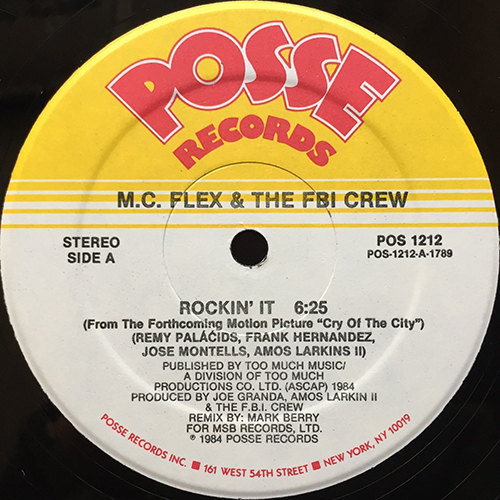 POSSE
RECORDS
M.C. FLEX & THE FBI CREW
STEREO
SIDE A
POS 1212
POS-1212-A-1789
ROCKIN' IT 6:25
(From The Forthcoming Motion Picture "Cry Of The City")
(REMY PALÁĆIDS, FRANK HERNANDEZ,
JOSE MONTELLS, AMOS LARKINS II)
PUBLISHED BY TOO MUCH MUSIC/
A DIVISION OF TOO MUCH
PRODUCTIONS CO. LTD. (ASCAP) 1984
PRODUCED BY JOE GRANDA, AMOS LARKIN II
& THE F.B.I. CREW
REMIX BY: MARK BERRY
FOR MSB RECORDS, LTD.
℗ 1984 POSSE RECORDS
POSSE RECORDS INC. ■ 161 WEST 54TH STREET ■ NEW YORK, NY 10019